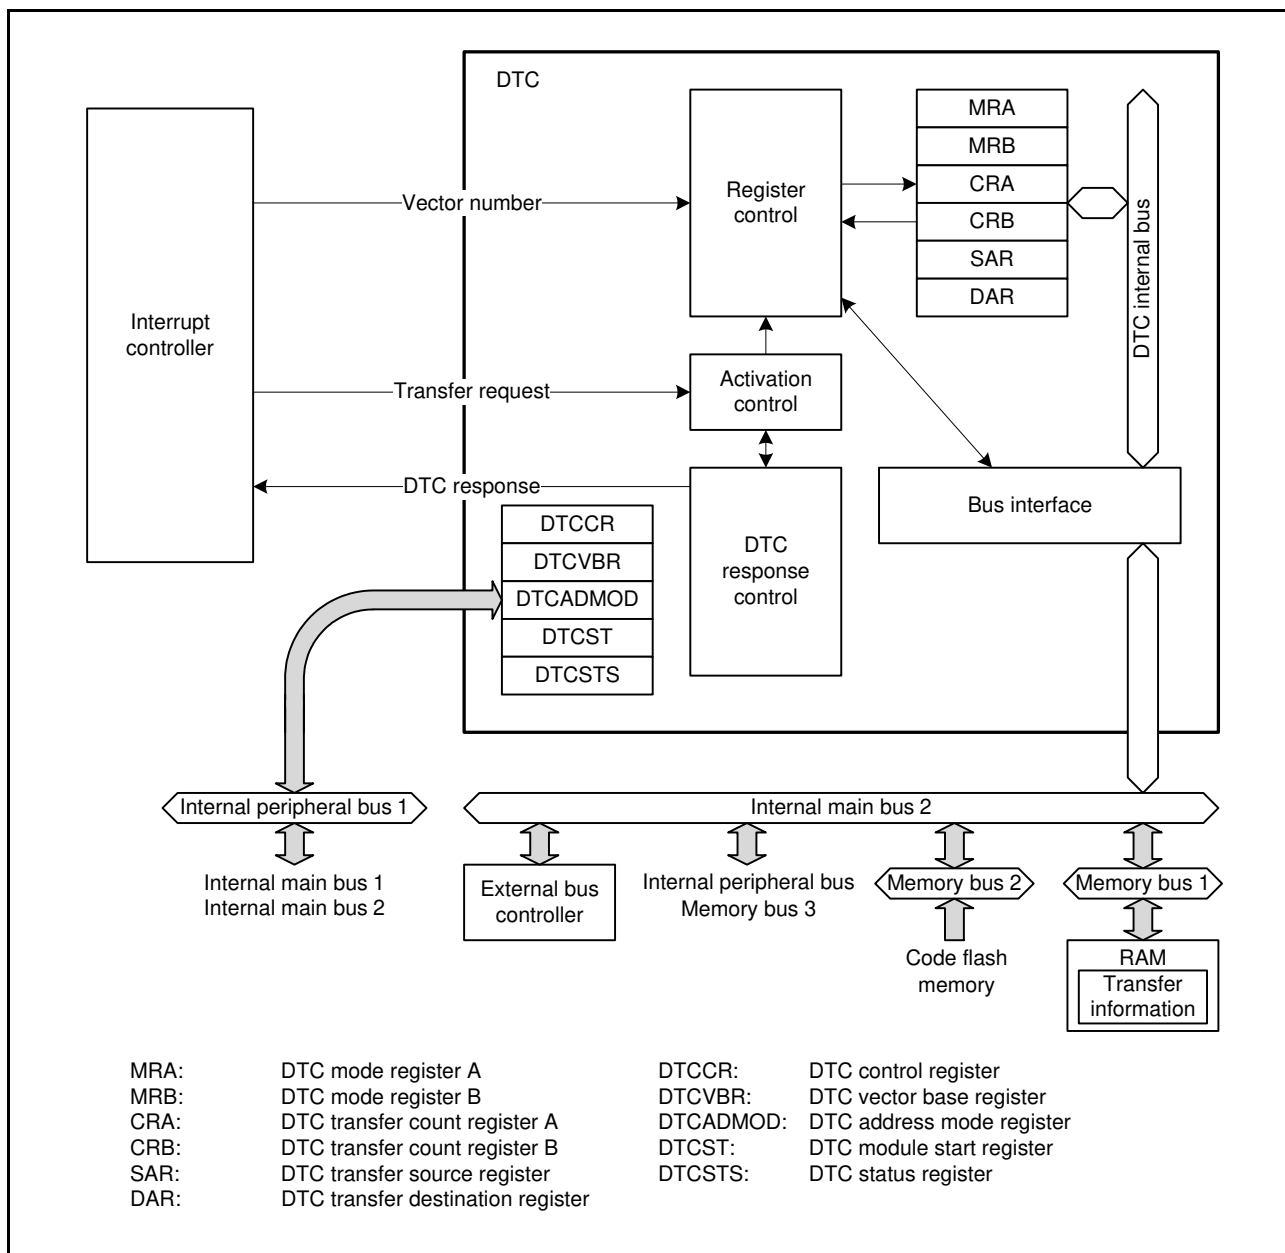 DTC
MRA
MRB
CRA
CRB
SAR
DAR
Register
control
Vector number
DTC internal bus
Interrupt
controller
Activation
control
Transfer request
DTC response
Bus interface
DTCCR
DTCVBR
DTCADMOD
DTCST
DTCSTS
DTC
response
control
Internal peripheral bus 1
Internal main bus 2
Internal main bus 1
Internal main bus 2
External bus
controller
Internal peripheral bus
Memory bus 3
Memory bus 2
Memory bus 1
Code flash
memory
RAM
Transfer
information
MRA: DTC mode register A
MRB: DTC mode register B
CRA: DTC transfer count register A
CRB: DTC transfer count register B
SAR: DTC transfer source register
DAR: DTC transfer destination register
DTCCR: DTC control register
DTCVBR: DTC vector base register
DTCADMOD: DTC address mode register
DTCST: DTC module start register
DTCSTS: DTC status register